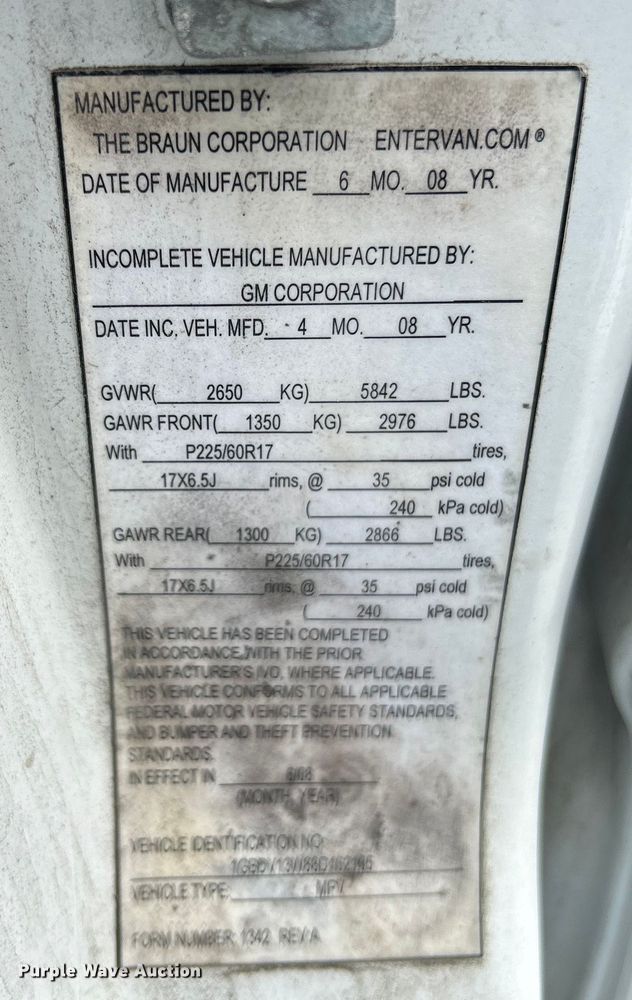 MANUFACTURED BY:
THE BRAUN CORPORATION ENTERVAN.COM®
DATE OF MANUFACTURE 6 MO. 08 YR.
INCOMPLETE VEHICLE MANUFACTURED BY:
GM CORPORATION
DATE INC. VEH. MFD. 4 MO. 08 YR.
GVWR( 2650 KG) 5842 LBS.
GAWR FRONT( 1350 KG) 2976 LBS.
With P225/60R17 tires,
17X6.5J rims, @ 35 psi cold
( 240 kPa cold)
GAWR REAR( 1300 KG) 2866 LBS.
With P225/60R17 tires,
17X6.5J rims, @ 35 psi cold
( 240 kPa cold)
THIS VEHICLE HAS BEEN COMPLETED
IN ACCORDANCE WITH THE PRIOR
MANUFACTURER'S IVD, WHERE APPLICABLE.
THIS VEHICLE CONFORMS TO ALL APPLICABLE
FEDERAL MOTOR VEHICLE SAFETY STANDARDS,
AND BUMPER AND THEFT PREVENTION
STANDARDS.
IN EFFECT IN 6/08
(MONTH, YEAR)
VEHICLE IDENTIFICATION NO.
VEHICLE TYPE: MPV
FORM NUMBER: 1342 REV A
Purple Wave Auction